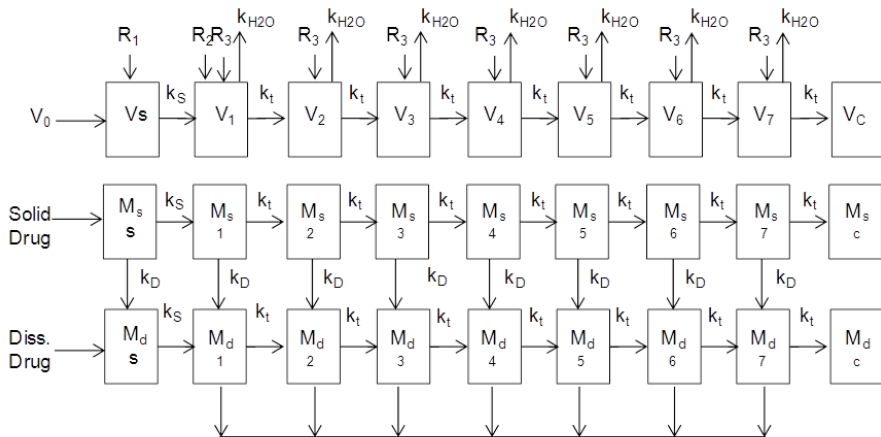 kH2O kH2O kH2O kH2O kH2O kH2O kH2O
R1 R2 R3 R3 R3 R3 R3 R3 R3
V0 Vs kS V1 kt V2 kt V3 kt V4 kt V5 kt V6 kt V7 kt VC
Solid Drug
Ms s kS Ms 1 kt Ms 2 kt Ms 3 kt Ms 4 kt Ms 5 kt Ms 6 kt Ms 7 kt Ms c
kD kD kD kD kD kD kD kD
Diss. Drug
Md s kS Md 1 kt Md 2 kt Md 3 kt Md 4 kt Md 5 kt Md 6 kt Md 7 kt Md c